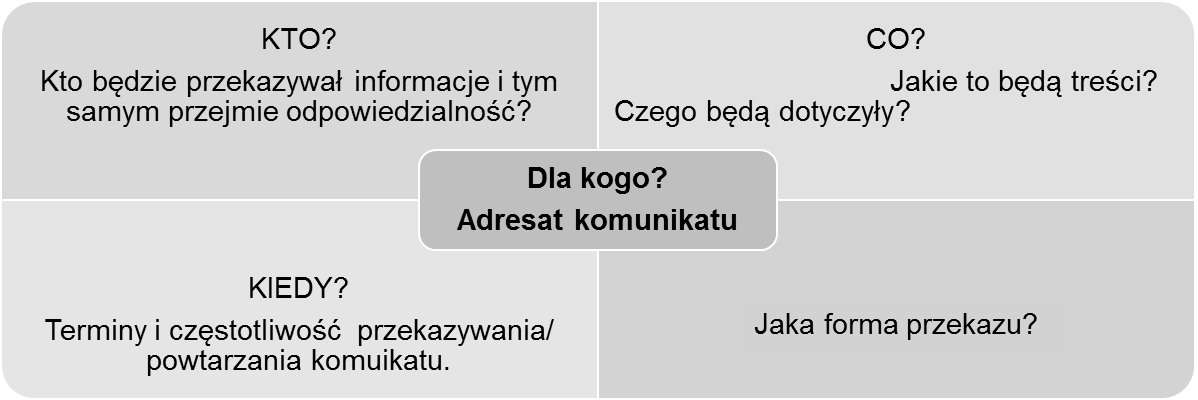 KTO?
Kto będzie przekazywał informacje i tym
samym przejmie odpowiedzialność?
CO?
Jakie to będą treści?
Czego będą dotyczyły?
Dla kogo?
Adresat komunikatu
KIEDY?
Terminy i częstotliwość przekazywania/
powtarzania komuikatu.
Jaka forma przekazu?